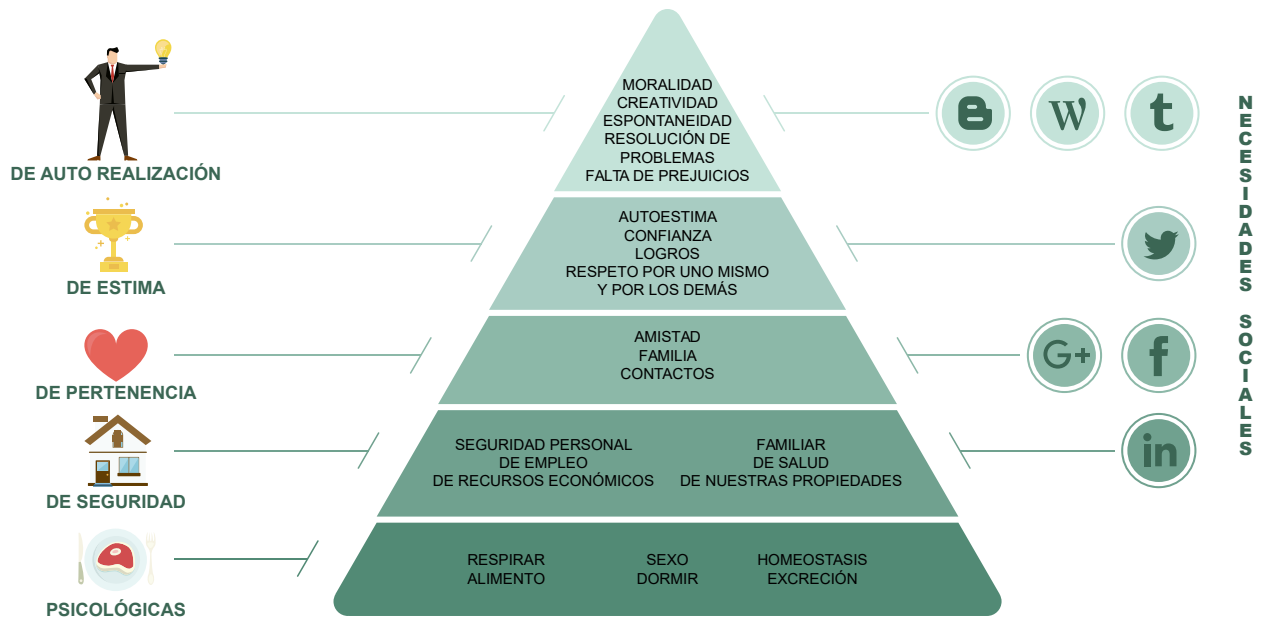 MORALIDAD
CREATIVIDAD
ESPONTANEIDAD
RESOLUCIÓN DE
PROBLEMAS
FALTA DE PREJUICIOS
DE AUTO REALIZACIÓN
AUTOESTIMA
CONFIANZA
LOGROS
RESPETO POR UNO MISMO
Y POR LOS DEMÁS
DE ESTIMA
AMISTAD
FAMILIA
CONTACTOS
G+
f
DE PERTENENCIA
SEGURIDAD PERSONAL
DE EMPLEO
DE RECURSOS ECONÓMICOS
FAMILIAR
DE SALUD
DE NUESTRAS PROPIEDADES
in
DE SEGURIDAD
RESPIRAR
ALIMENTO
SEXO
DORMIR
HOMEOSTASIS
EXCRECIÓN
PSICOLÓGICAS
B
W
t
NECESIDADES SOCIALES